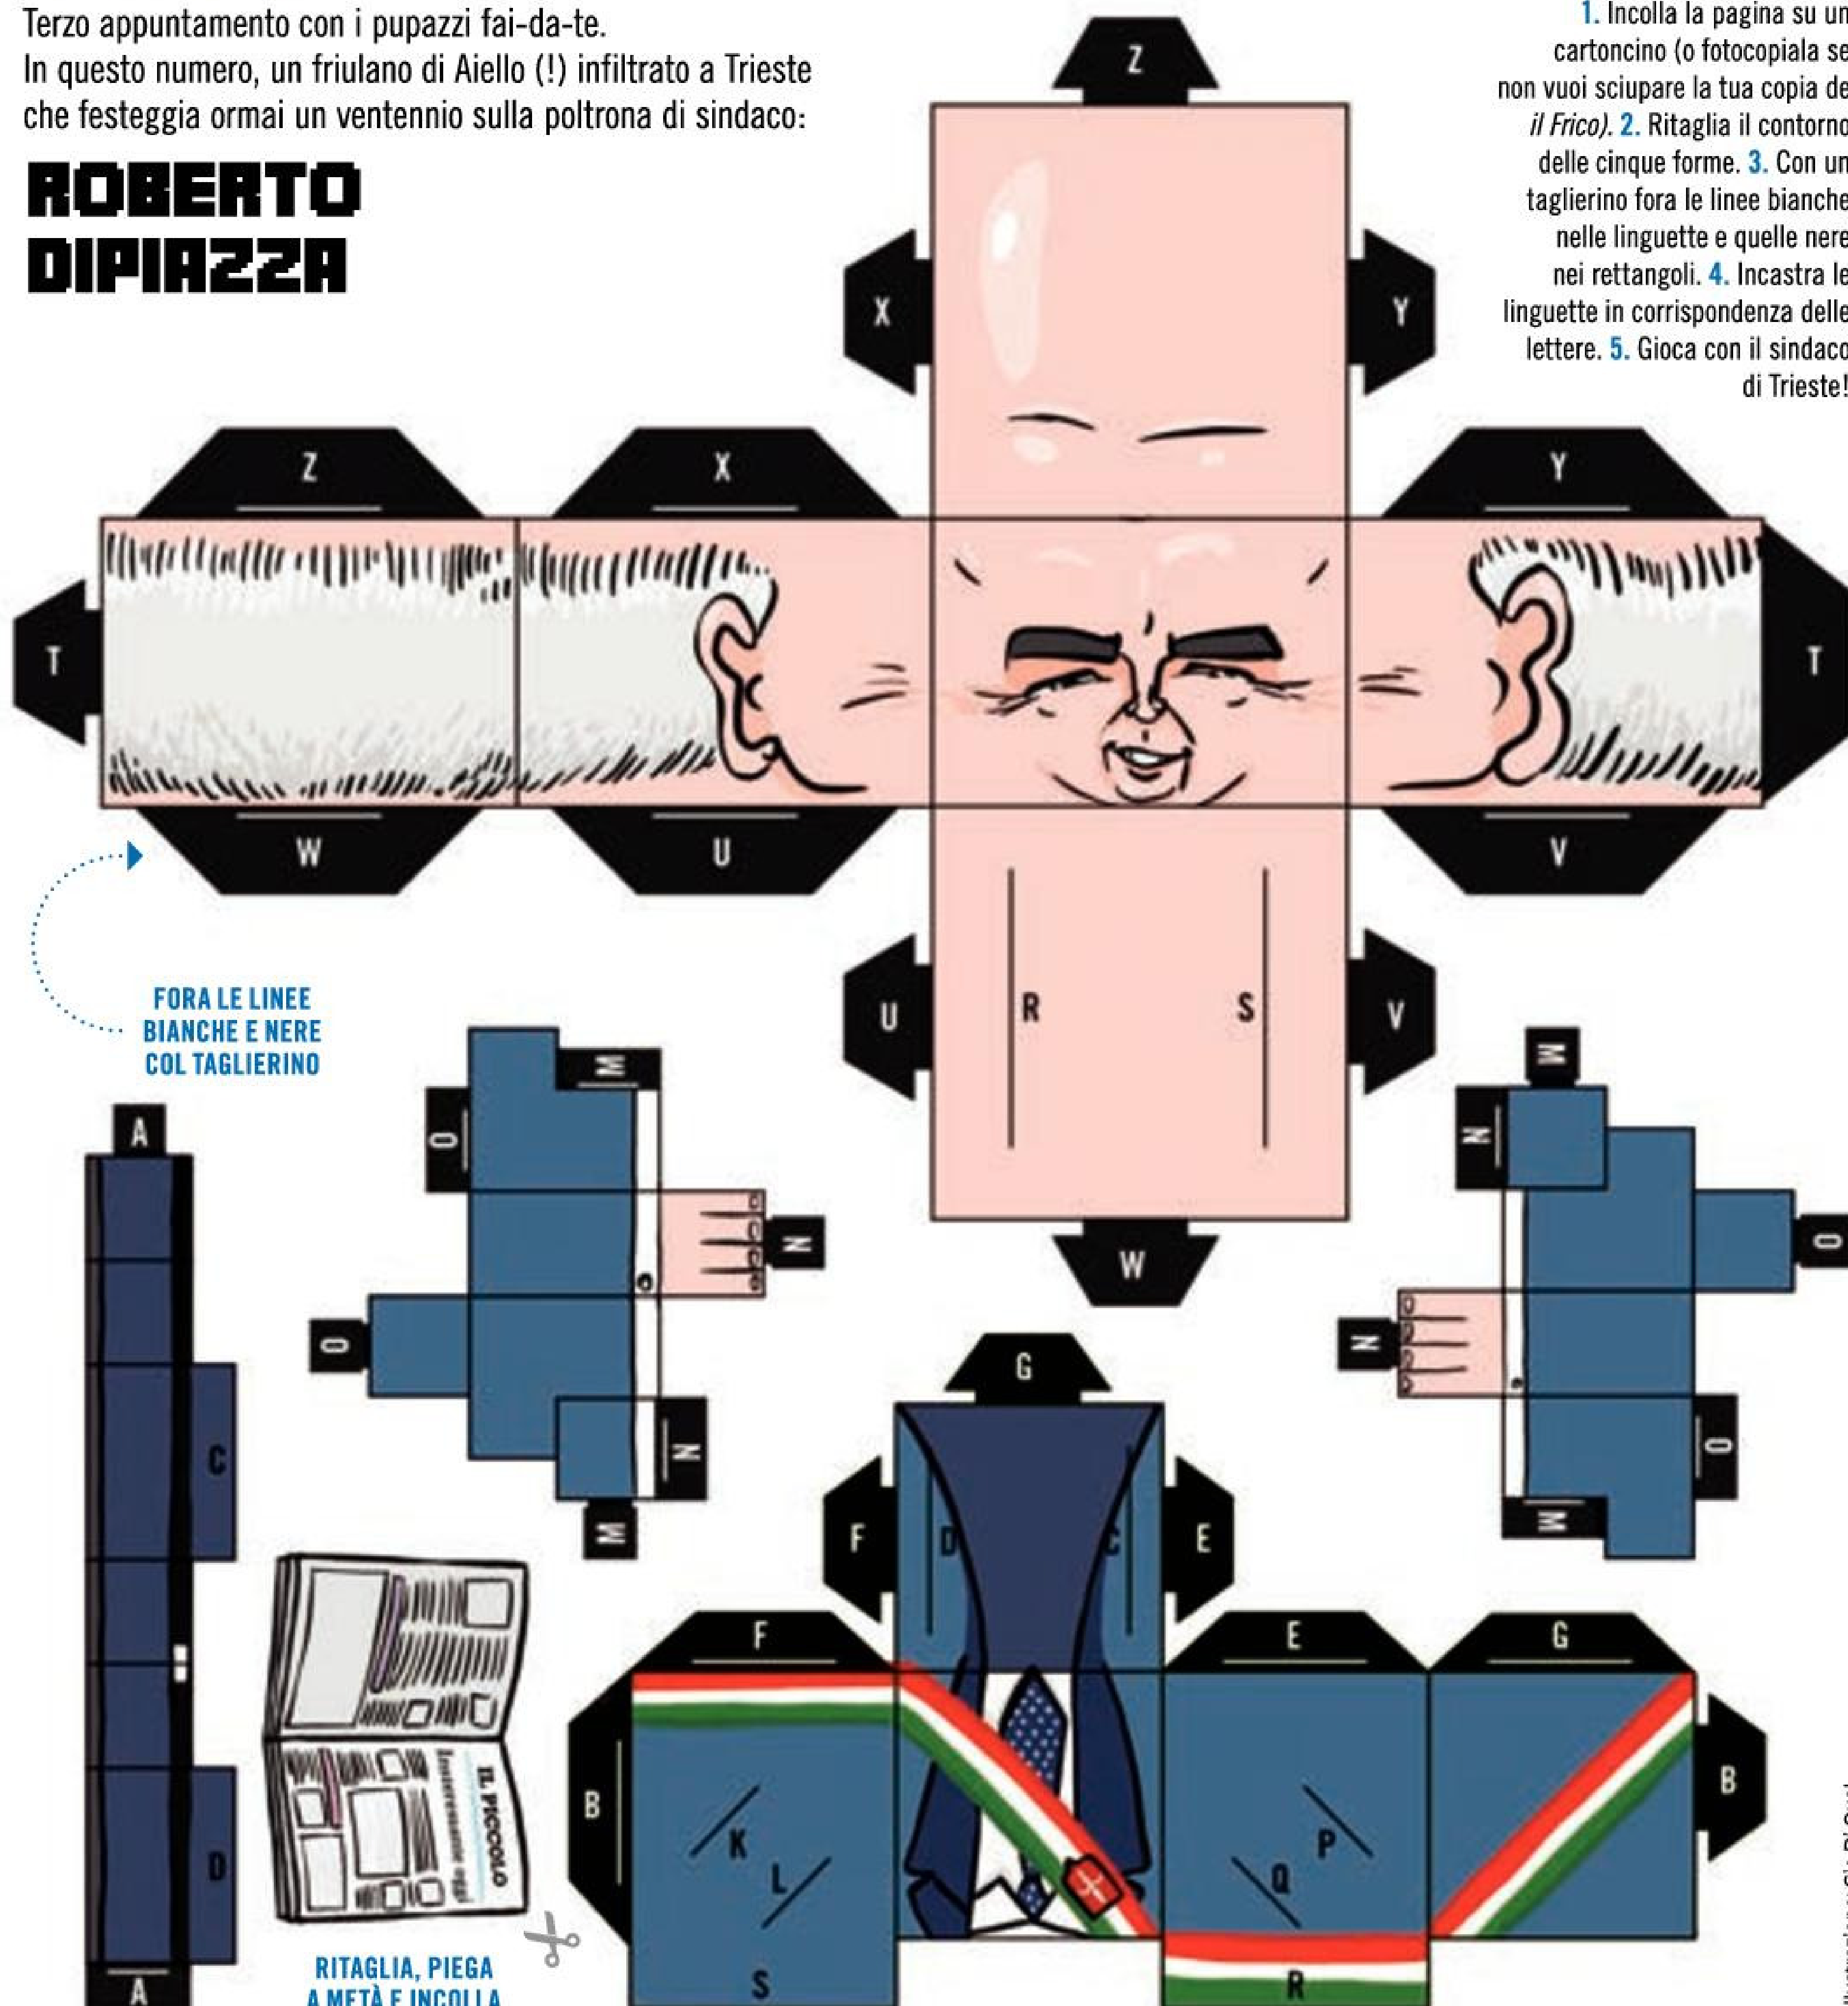 Terzo appuntamento con i pupazzi fai-da-te.
In questo numero, un friulano di Aiello (!) infiltrato a Trieste
che festeggia ormai un ventennio sulla poltrona di sindaco:
ROBERTO
DIPIAZZA
1. Incolla la pagina su un
cartoncino (o fotocopiala se
non vuoi sciupare la tua copia de
il Frico). 2. Ritaglia il contorno
delle cinque forme. 3. Con un
taglierino fora le linee bianche
nelle linguette e quelle nere
nei rettangoli. 4. Incastra le
linguette in corrispondenza delle
lettere. 5. Gioca con il sindaco
di Trieste!
Z
X
Y
Z
X
Y
T
T
W
U
V
FORA LE LINEE
BIANCHE E NERE
COL TAGLIERINO
U
R
S
V
W
A
M
O
N
O
N
M
M
N
O
N
O
M
C
D
A
G
F
D
C
E
F
E
G
B
K
L
P
Q
B
S
R
IL PICCOLO
Interessante oggi
RITAGLIA, PIEGA
A METÀ E INCOLLA